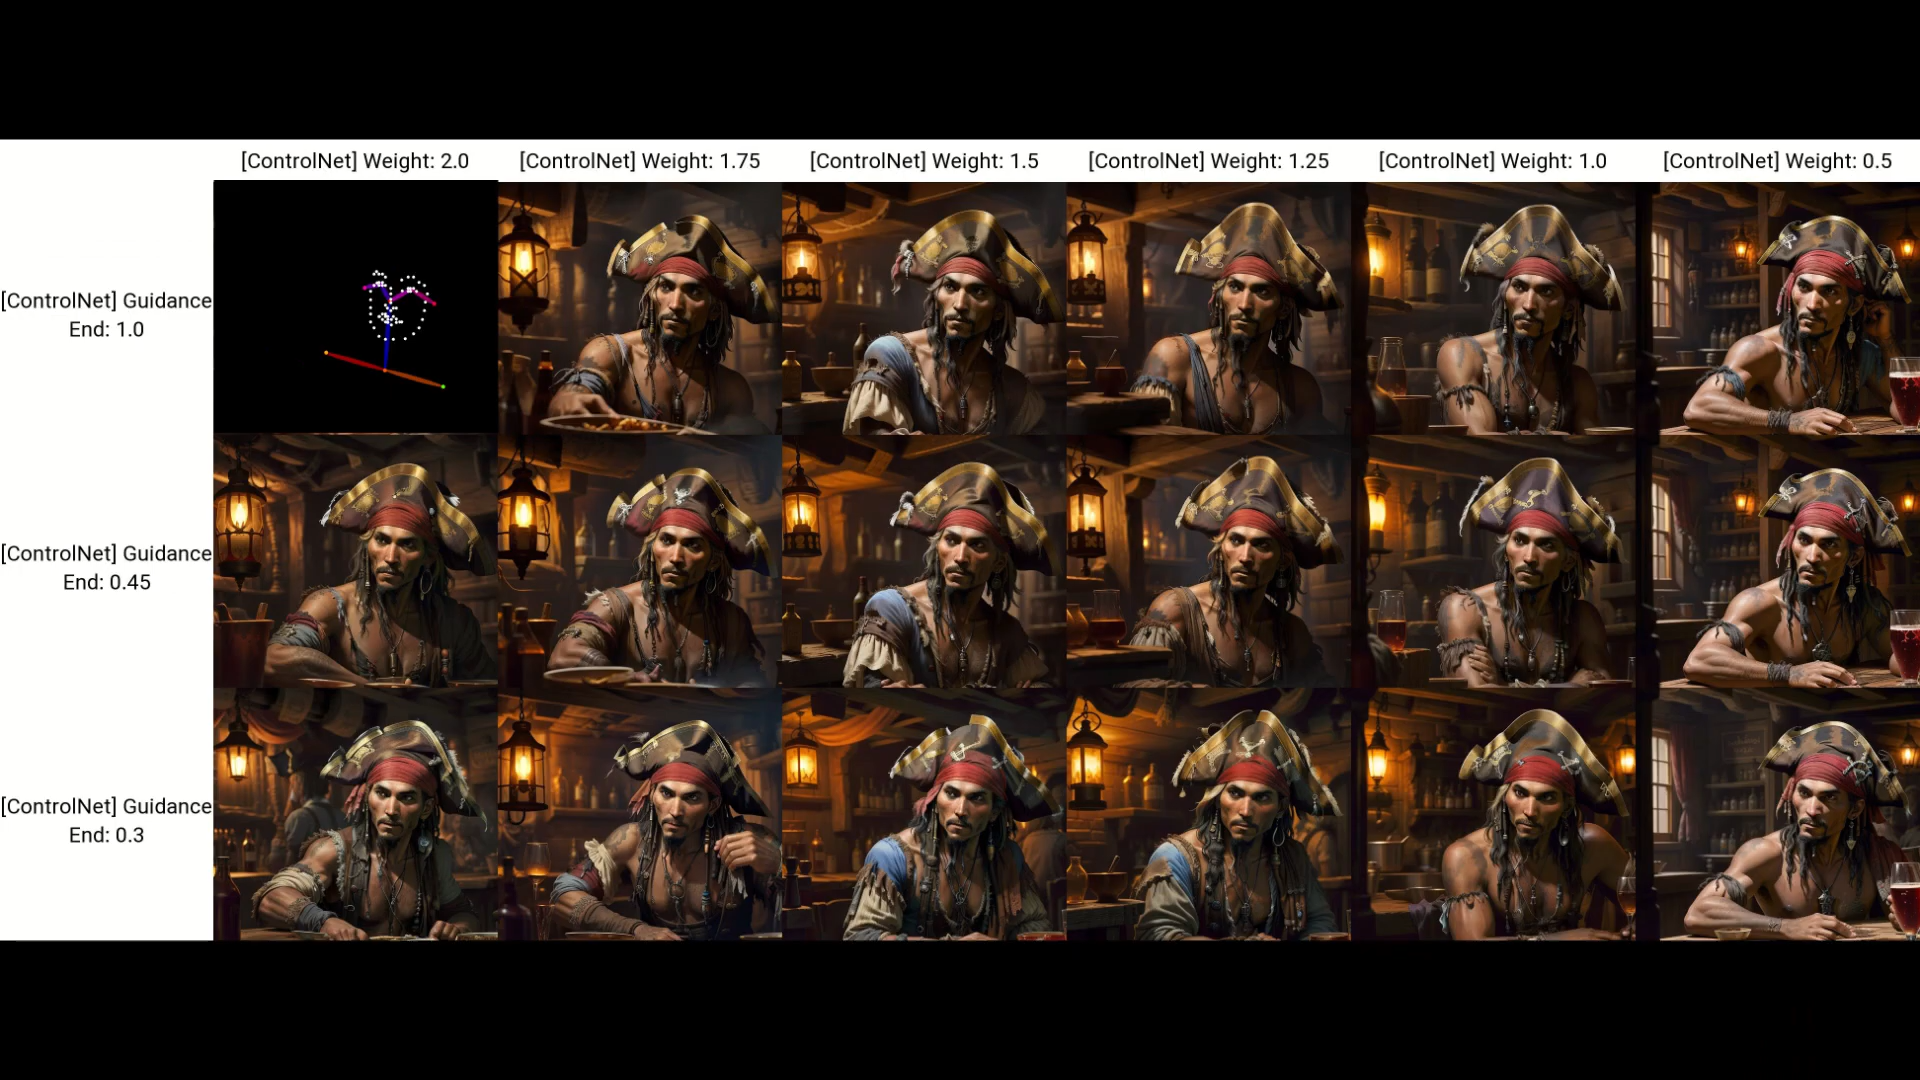 [ControlNet] Weight: 2.0
[ControlNet] Weight: 1.75
[ControlNet] Weight: 1.5
[ControlNet] Weight: 1.25
[ControlNet] Weight: 1.0
[ControlNet] Weight: 0.5
[ControlNet] Guidance
End: 1.0
[ControlNet] Guidance
End: 0.45
[ControlNet] Guidance
End: 0.3